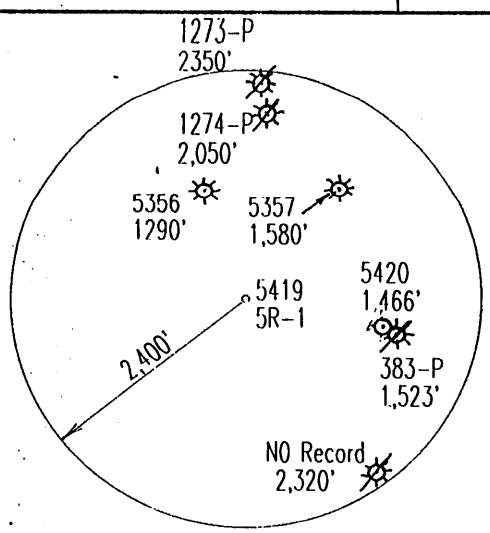 1273-P
2350'
1274-P
2,050'
5356
1290'
5357
1,580'
5419
5R-1
5420
1,466'
2,400'
383-P
1,523'
NO Record
2,320'